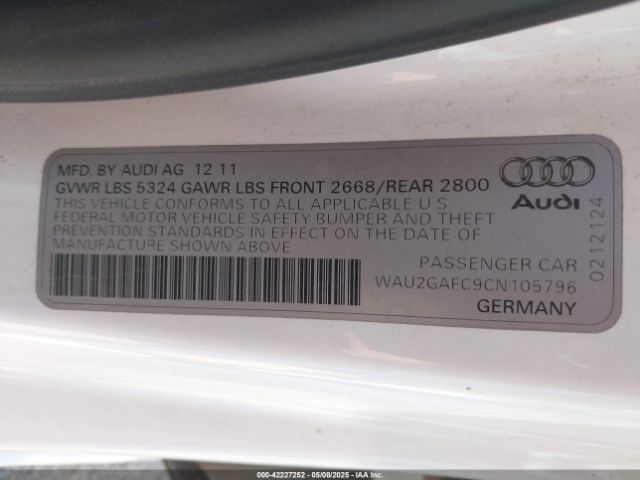 MFD. BY AUDI AG 12 11
GVWR LBS 5324 GAWR LBS FRONT 2668/REAR 2800
THIS VEHICLE CONFORMS TO ALL APPLICABLE U.S.
FEDERAL MOTOR VEHICLE SAFETY, BUMPER AND THEFT
PREVENTION STANDARDS IN EFFECT ON THE DATE OF
MANUFACTURE SHOWN ABOVE
Audi
0212124
PASSENGER CAR
WAU2GAFC9CN105796
GERMANY
000-42227252 - 05/08/2025 - Copyright IAAI, Inc.